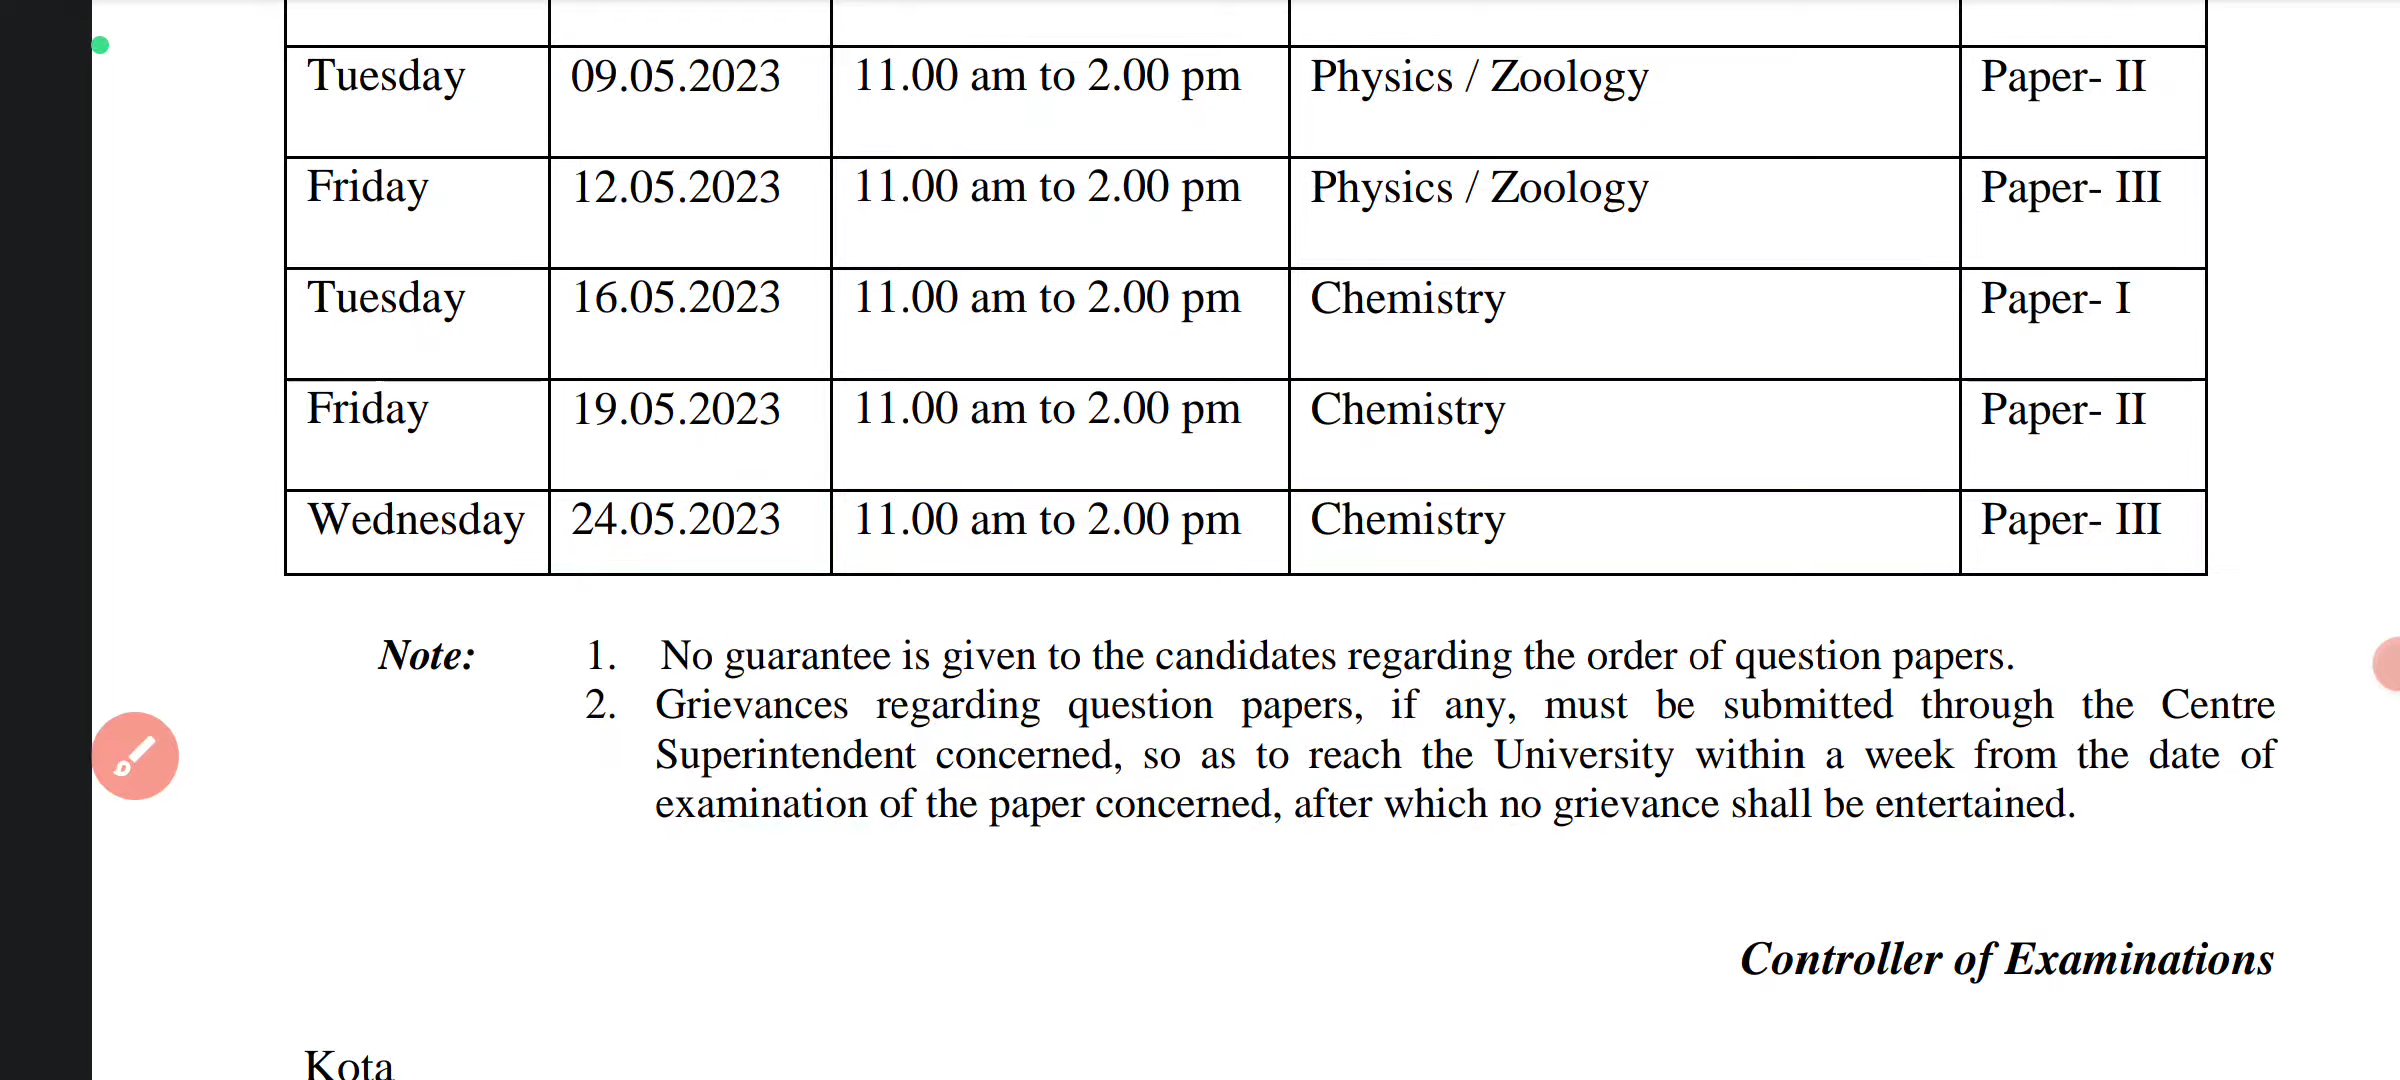 Tuesday 09.05.2023 11.00 am to 2.00 pm Physics / Zoology Paper- II
Friday 12.05.2023 11.00 am to 2.00 pm Physics / Zoology Paper- III
Tuesday 16.05.2023 11.00 am to 2.00 pm Chemistry Paper- I
Friday 19.05.2023 11.00 am to 2.00 pm Chemistry Paper- II
Wednesday 24.05.2023 11.00 am to 2.00 pm Chemistry Paper- III
Note: 1. No guarantee is given to the candidates regarding the order of question papers.
2. Grievances regarding question papers, if any, must be submitted through the Centre
Superintendent concerned, so as to reach the University within a week from the date of
examination of the paper concerned, after which no grievance shall be entertained.
Controller of Examinations
Kota